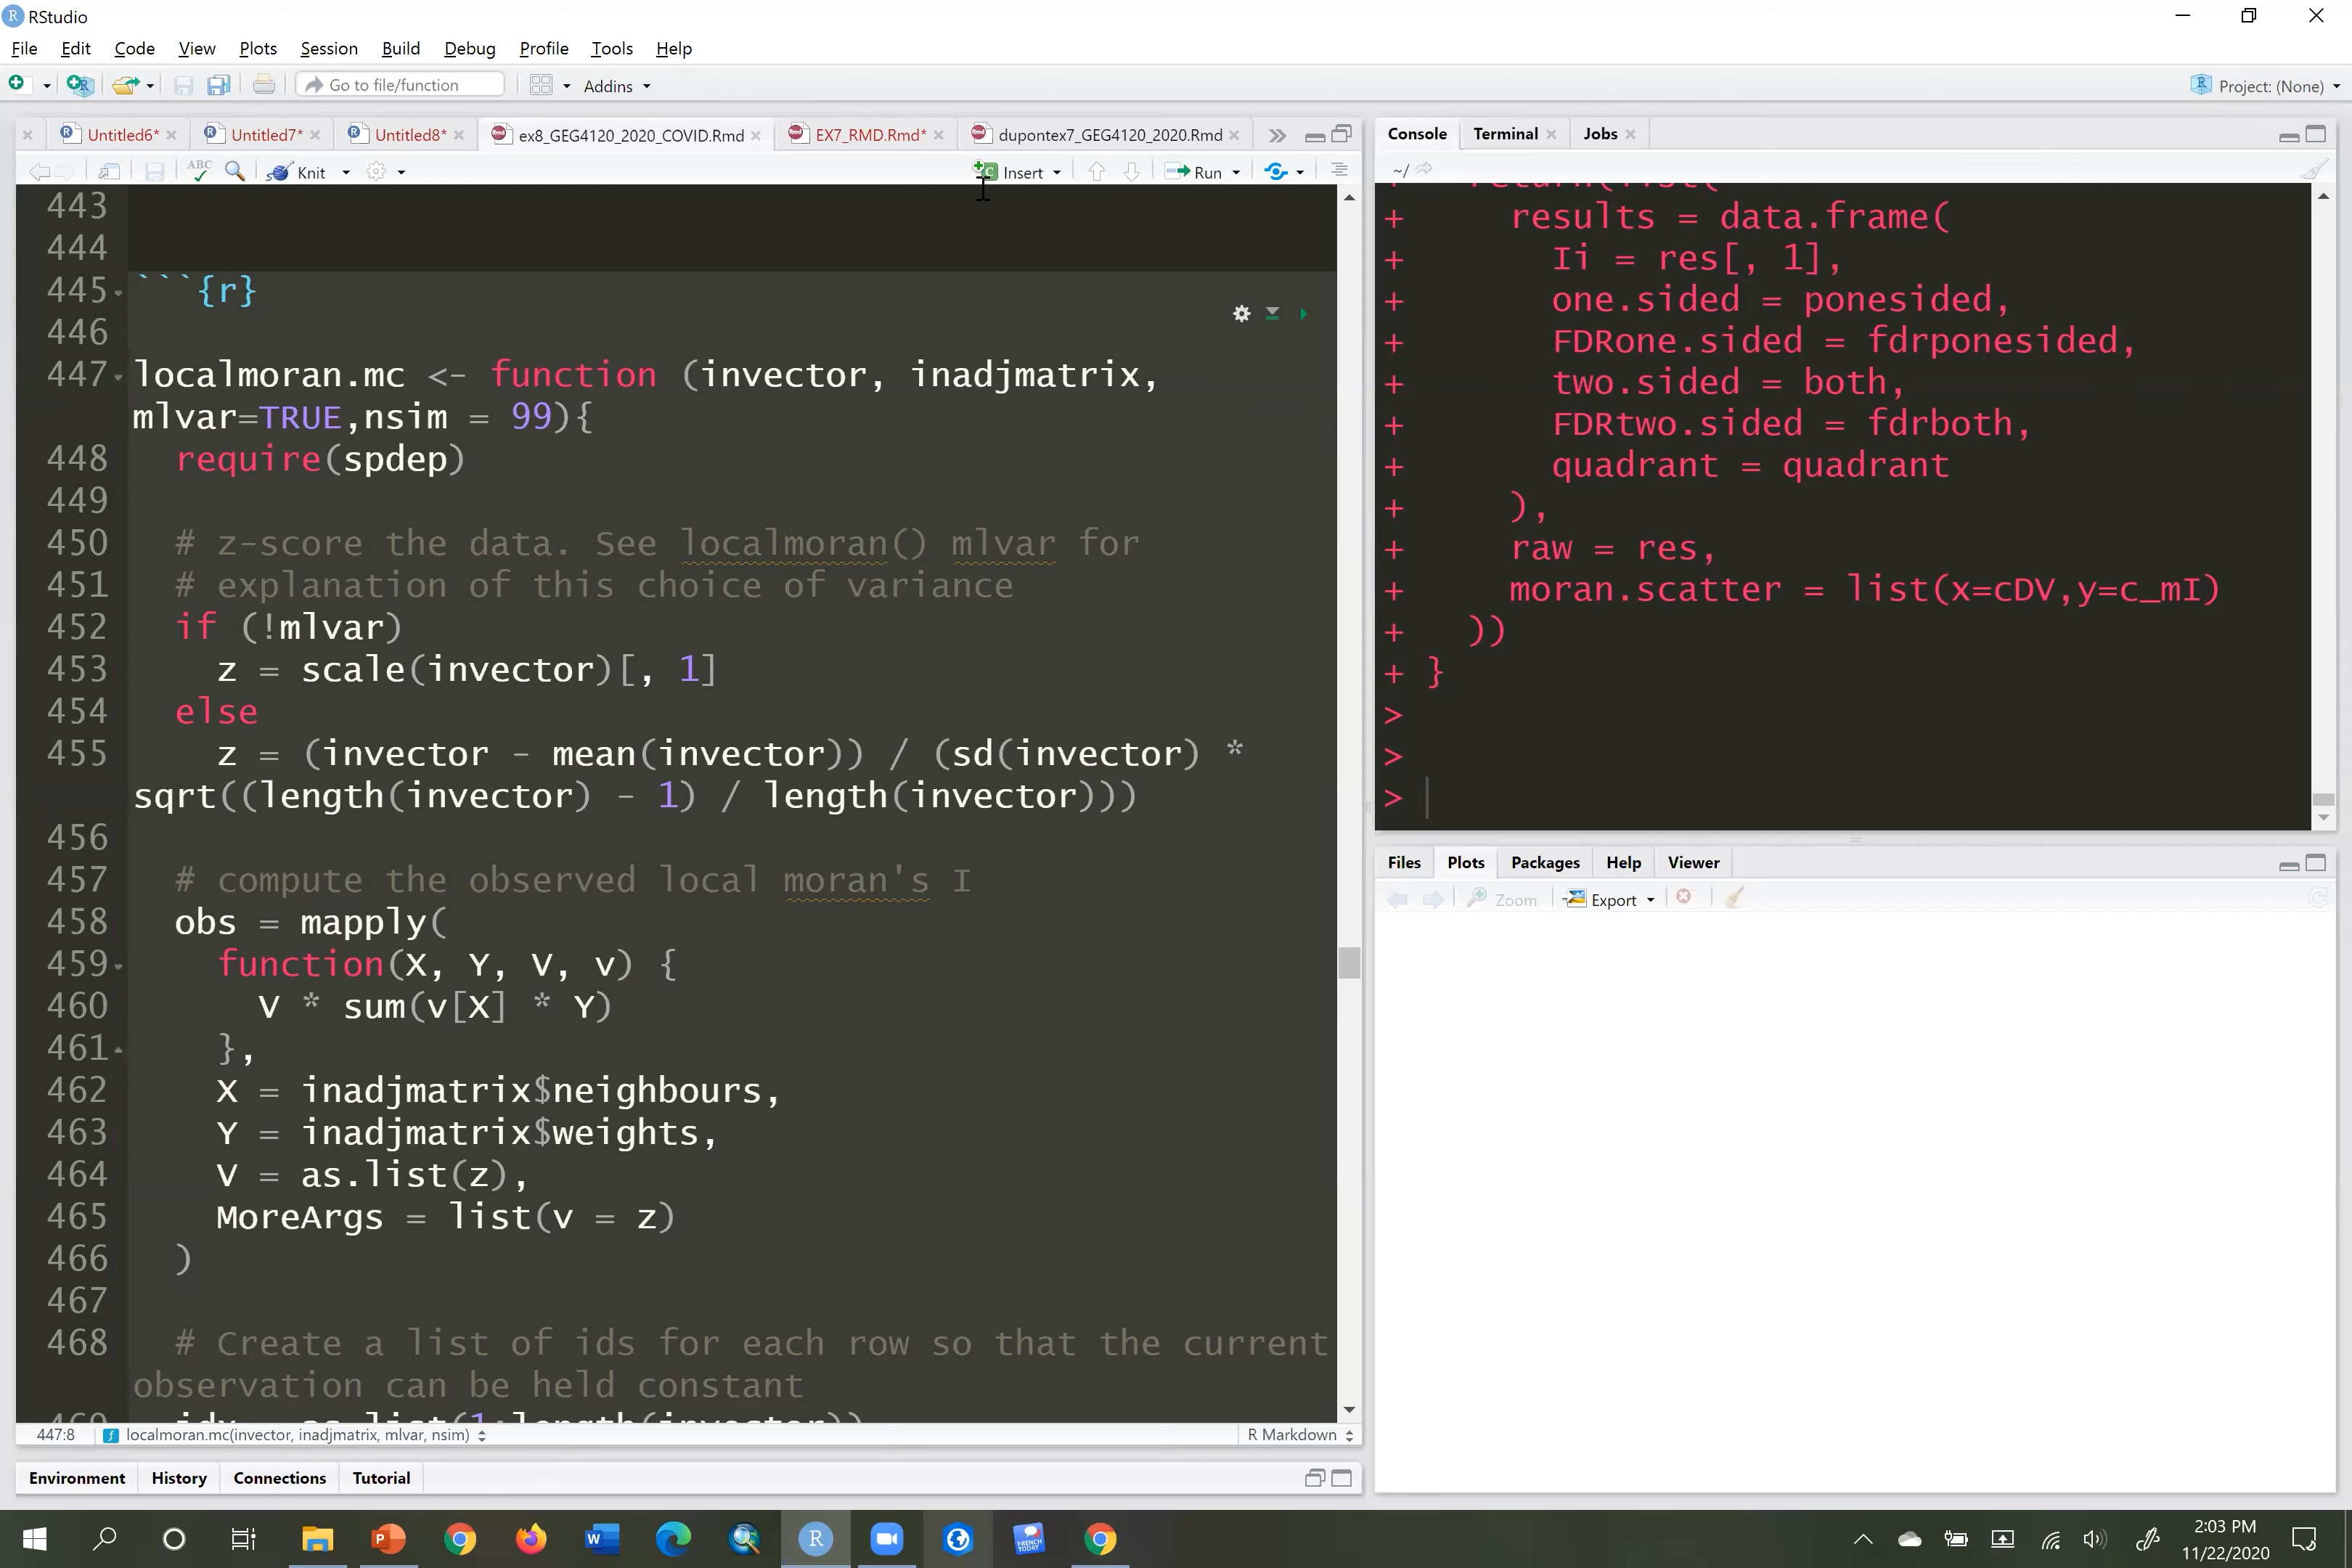 RStudio
File Edit Code View Plots Session Build Debug Profile Tools Help
Go to file/function Addins Project: (None)
Untitled6* Untitled7* Untitled8* ex8_GEG4120_2020_COVID.Rmd EX7_RMD.Rmd* dupontex7_GEG4120_2020.Rmd
ABC Knit Insert Run
443
444
445 ```{r}
446
447 localmoran.mc <- function (invector, inadjmatrix,
mlvar=TRUE,nsim = 99){
448 require(spdep)
449
450 # z-score the data. See localmoran() mlvar for
451 # explanation of this choice of variance
452 if (!mlvar)
453 z = scale(invector)[, 1]
454 else
455 z = (invector - mean(invector)) / (sd(invector) *
sqrt((length(invector) - 1) / length(invector)))
456
457 # compute the observed local moran's I
458 obs = mapply(
459 function(X, Y, V, v) {
460 V * sum(v[X] * Y)
461 },
462 X = inadjmatrix$neighbours,
463 Y = inadjmatrix$weights,
464 V = as.list(z),
465 MoreArgs = list(v = z)
466 )
467
468 # Create a list of ids for each row so that the current
observation can be held constant
447:8 localmoran.mc(invector, inadjmatrix, mlvar, nsim) R Markdown
Environment History Connections Tutorial
Console Terminal Jobs
~/
+ results = data.frame(
+ Ii = res[, 1],
+ one.sided = ponesided,
+ FDRone.sided = fdrponesided,
+ two.sided = both,
+ FDRtwo.sided = fdrboth,
+ quadrant = quadrant
+ ),
+ raw = res,
+ moran.scatter = list(x=cDV,y=c_mI)
+ ))
+ }
>
>
>
Files Plots Packages Help Viewer
Zoom Export
2:03 PM
11/22/2020